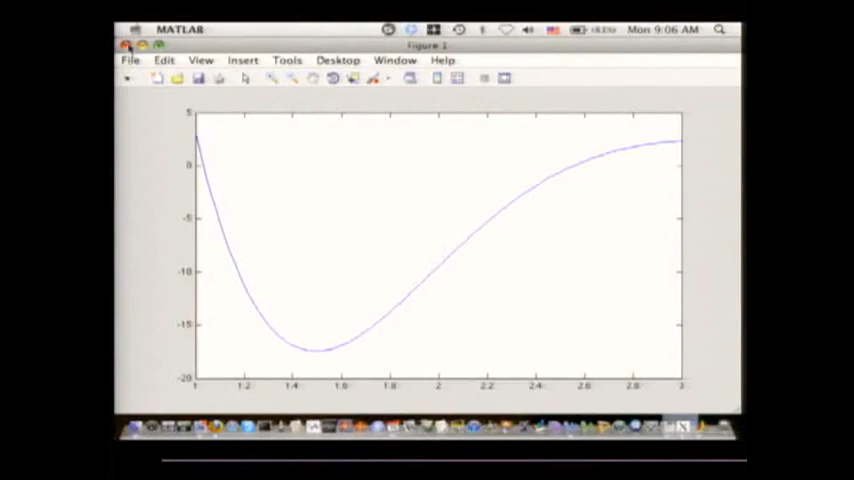 MATLAB
Mon 9:06 AM
Figure 1
File Edit View Insert Tools Desktop Window Help
5
0
-5
-10
-15
-20
1 1.2 1.4 1.6 1.8 2 2.2 2.4 2.6 2.8 3